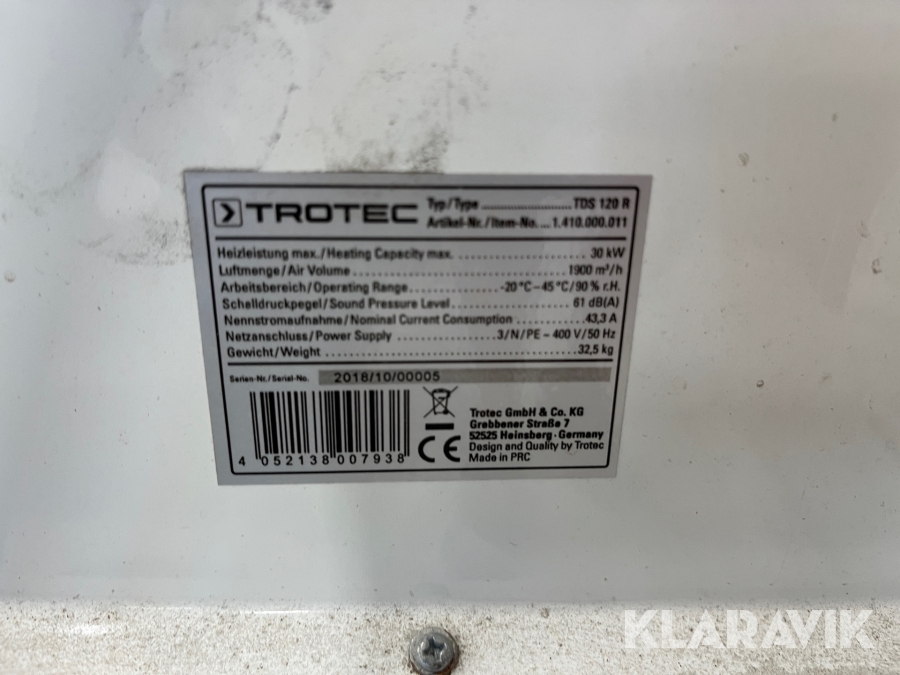 TROTEC
Typ/Type ........ TDS 120 R
Artikel-Nr./Item-No. ... 1.410.000.011
Heizleistung max./Heating Capacity max. ........ 30 kW
Luftmenge/Air Volume ........ 1900 m³/h
Arbeitsbereich/Operating Range ........ -20 °C – 45 °C/90 % r.H.
Schalldruckpegel/Sound Pressure Level ........ 61 dB(A)
Nennstromaufnahme/Nominal Current Consumption ........ 43,3 A
Netzanschluss/Power Supply ........ 3/N/PE ~ 400 V/50 Hz
Gewicht/Weight ........ 32,5 kg
Serien-Nr./Serial-No. 2018/10/00005
4 052138 007938
CE
Trotec GmbH & Co. KG
Grebbener Straße 7
52525 Heinsberg · Germany
Design and Quality by Trotec
Made in PRC
KLARAVIK